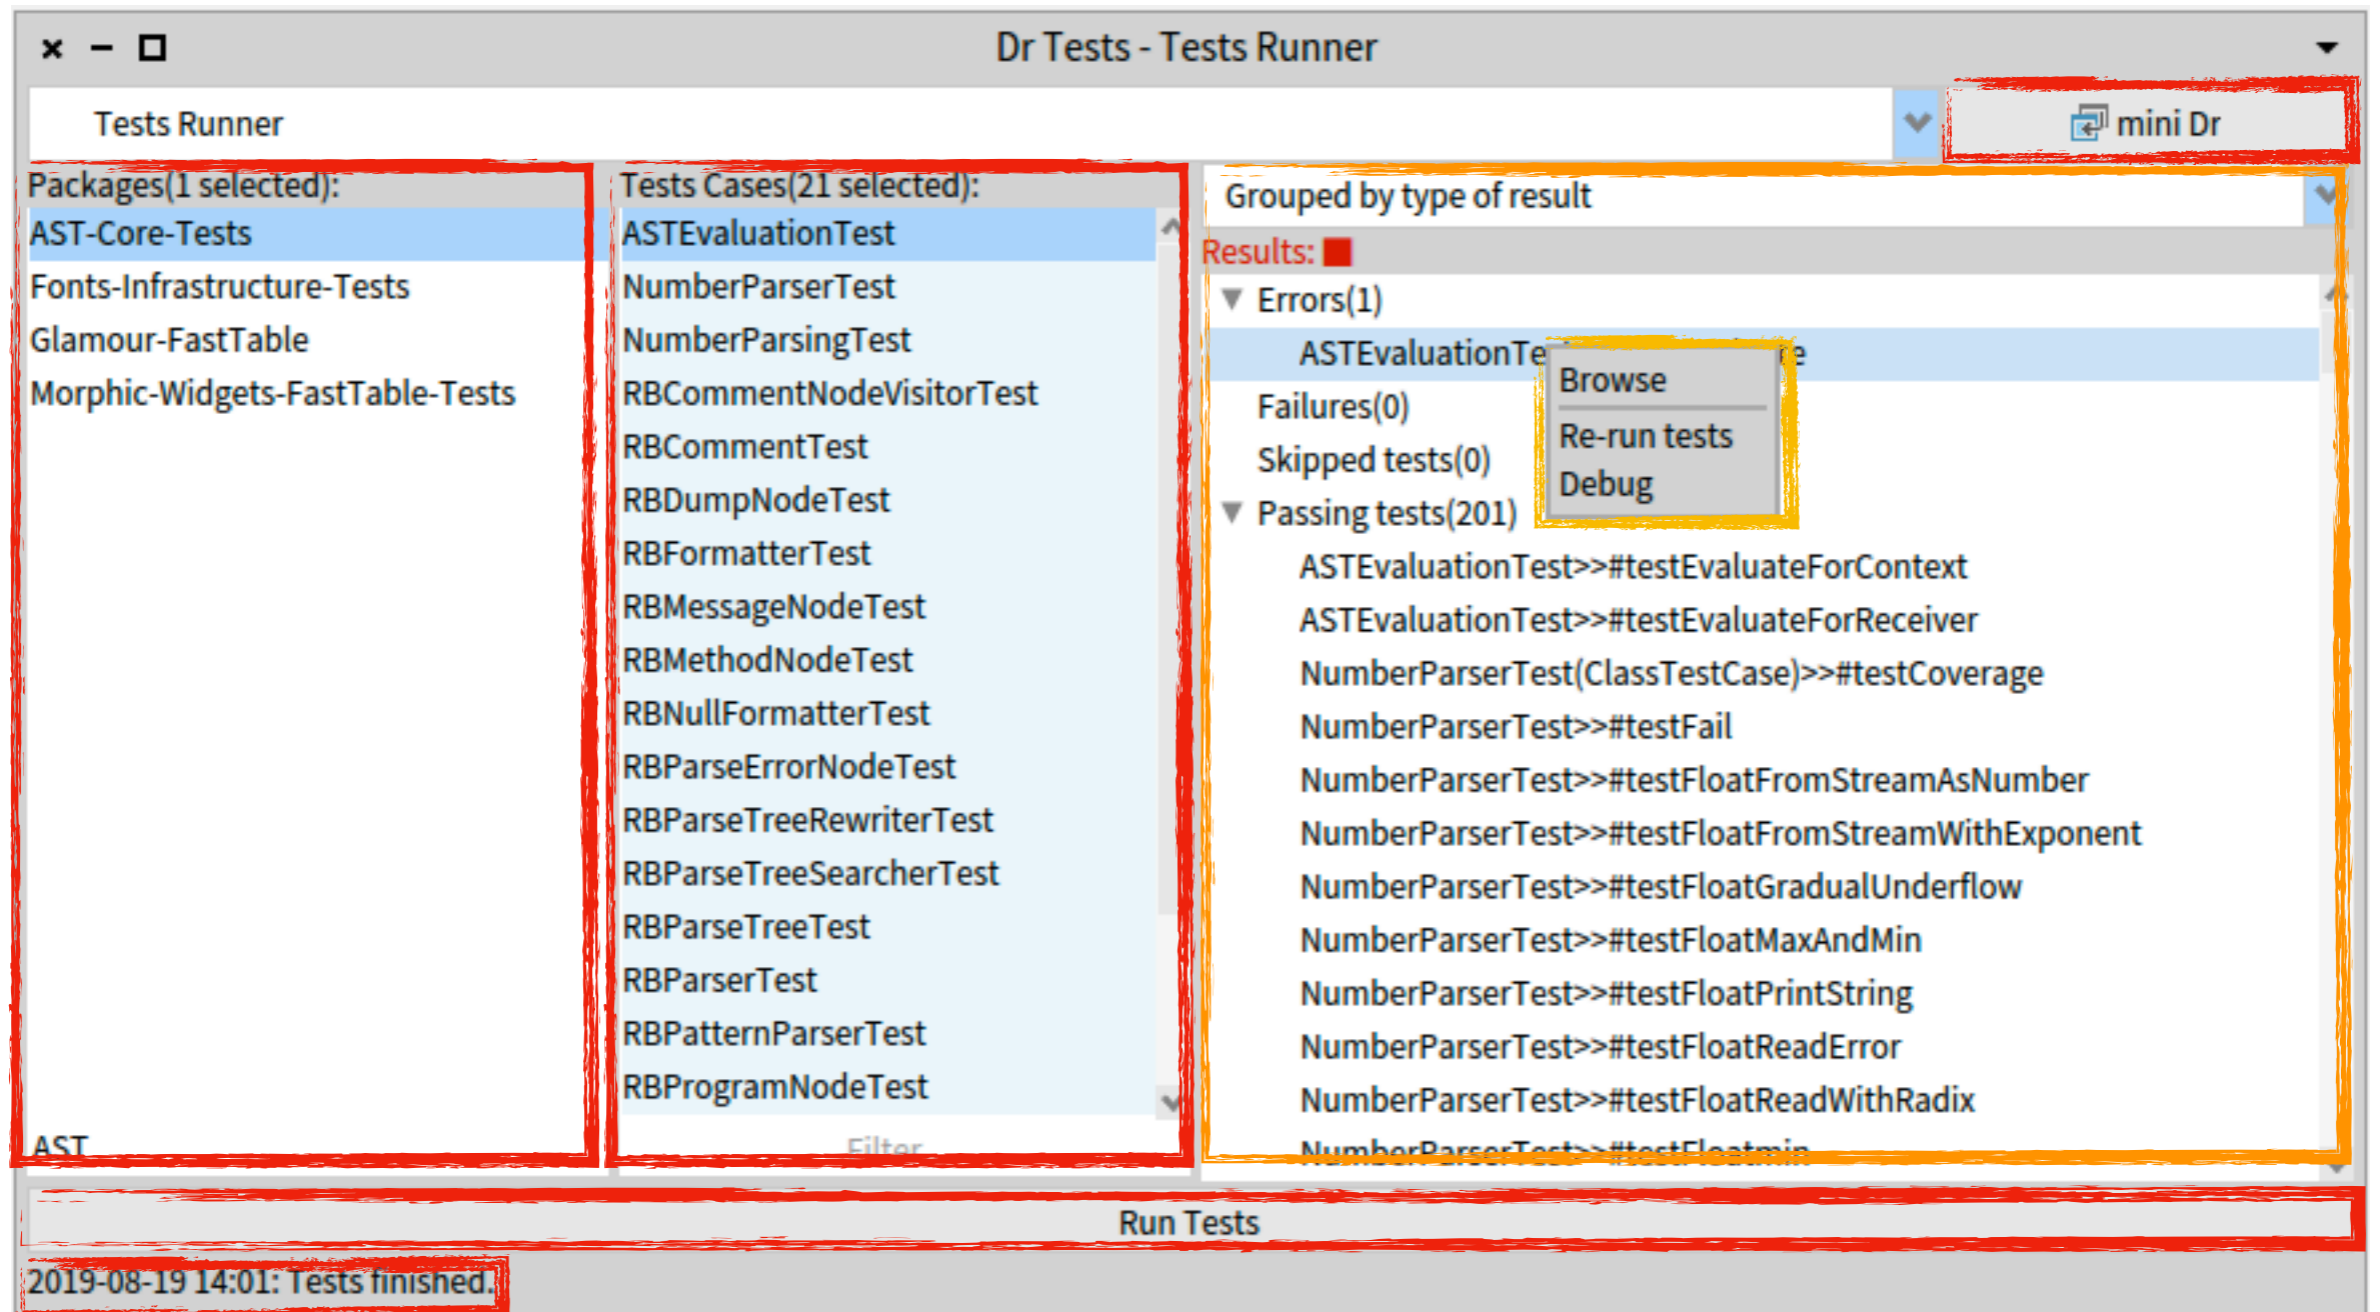 Dr Tests - Tests Runner
Tests Runner
mini Dr
Packages(1 selected):
AST-Core-Tests
Fonts-Infrastructure-Tests
Glamour-FastTable
Morphic-Widgets-FastTable-Tests
AST
Tests Cases(21 selected):
ASTEvaluationTest
NumberParserTest
NumberParsingTest
RBCommentNodeVisitorTest
RBCommentTest
RBDumpNodeTest
RBFormatterTest
RBMessageNodeTest
RBMethodNodeTest
RBNullFormatterTest
RBParseErrorNodeTest
RBParseTreeRewriterTest
RBParseTreeSearcherTest
RBParseTreeTest
RBParserTest
RBPatternParserTest
RBProgramNodeTest
Filter
Grouped by type of result
Results:
Errors(1)
Browse
Re-run tests
Debug
Failures(0)
Skipped tests(0)
Passing tests(201)
ASTEvaluationTest>>#testEvaluateForContext
ASTEvaluationTest>>#testEvaluateForReceiver
NumberParserTest(ClassTestCase)>>#testCoverage
NumberParserTest>>#testFail
NumberParserTest>>#testFloatFromStreamAsNumber
NumberParserTest>>#testFloatFromStreamWithExponent
NumberParserTest>>#testFloatGradualUnderflow
NumberParserTest>>#testFloatMaxAndMin
NumberParserTest>>#testFloatPrintString
NumberParserTest>>#testFloatReadError
NumberParserTest>>#testFloatReadWithRadix
NumberParserTest>>#testFloatmin
Run Tests
2019-08-19 14:01: Tests finished.